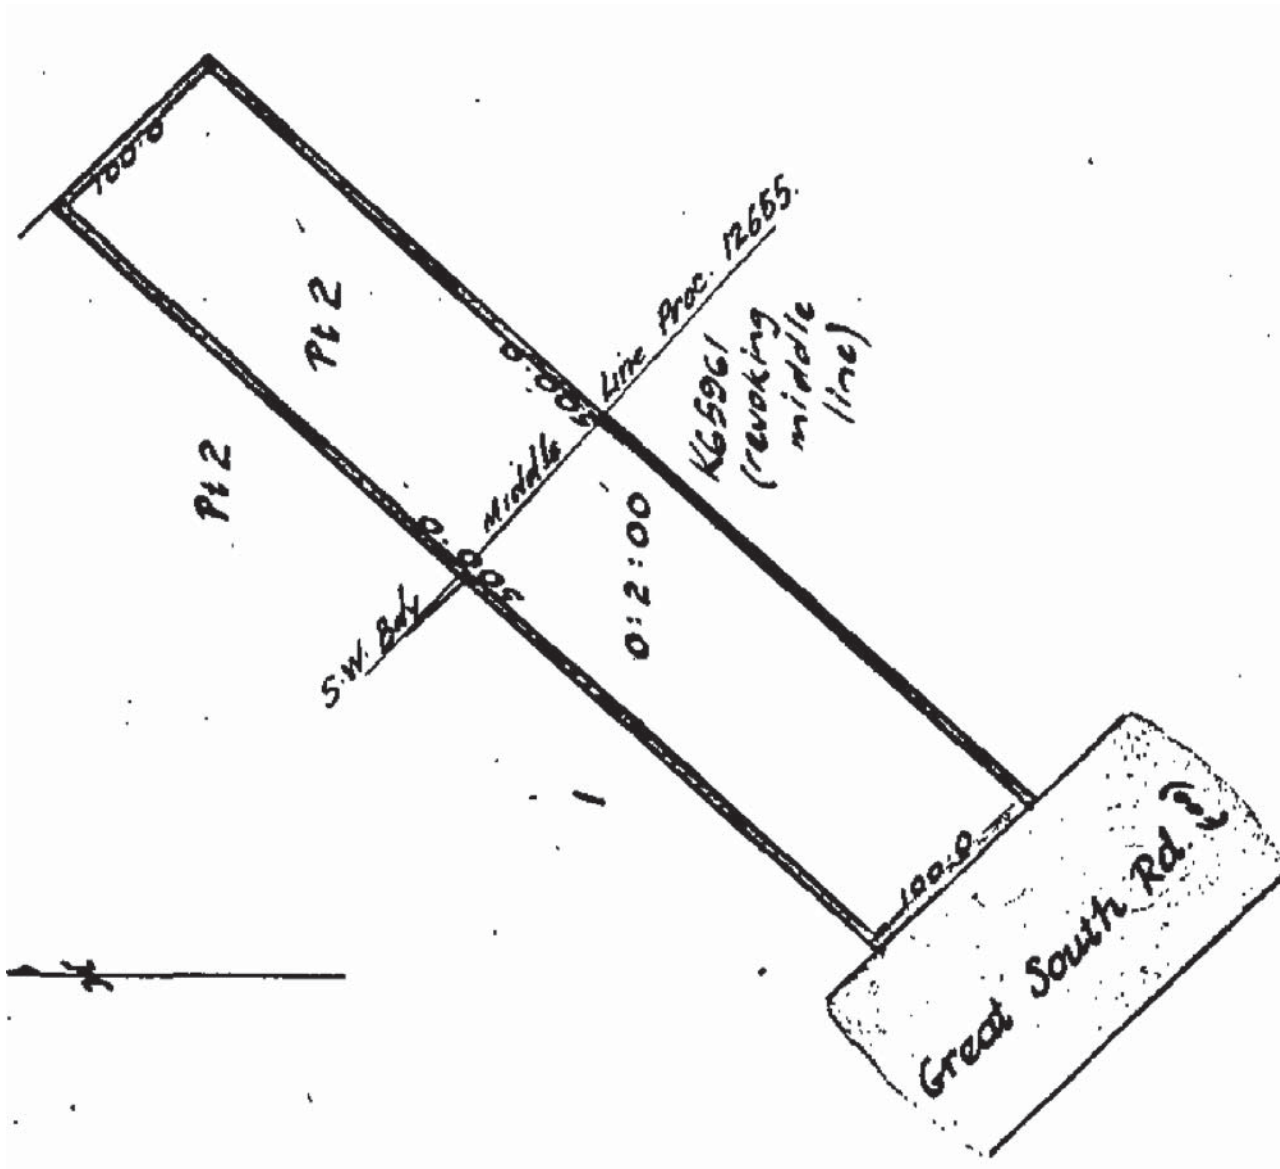 100.0
Pt 2
Pt 2
500.0
500.0
S.W. Bdy Middle Line Proc. 12655.
K65961
(revoking
middle
line)
0:2:00
1
100.0
Great South Rd.